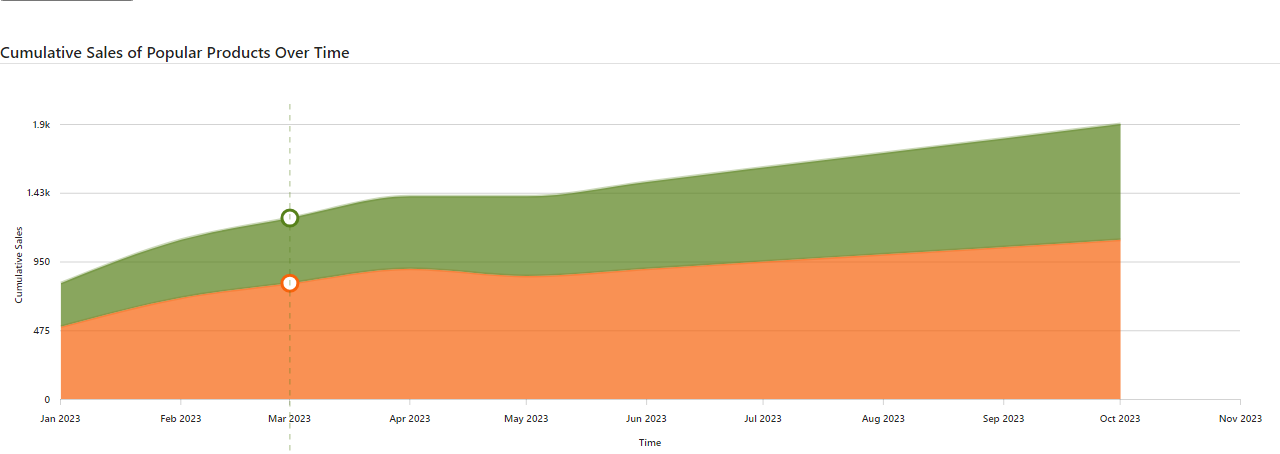 Cumulative Sales of Popular Products Over Time
1.9k
1.43k
950
475
0
Cumulative Sales
Jan 2023 Feb 2023 Mar 2023 Apr 2023 May 2023 Jun 2023 Jul 2023 Aug 2023 Sep 2023 Oct 2023 Nov 2023
Time